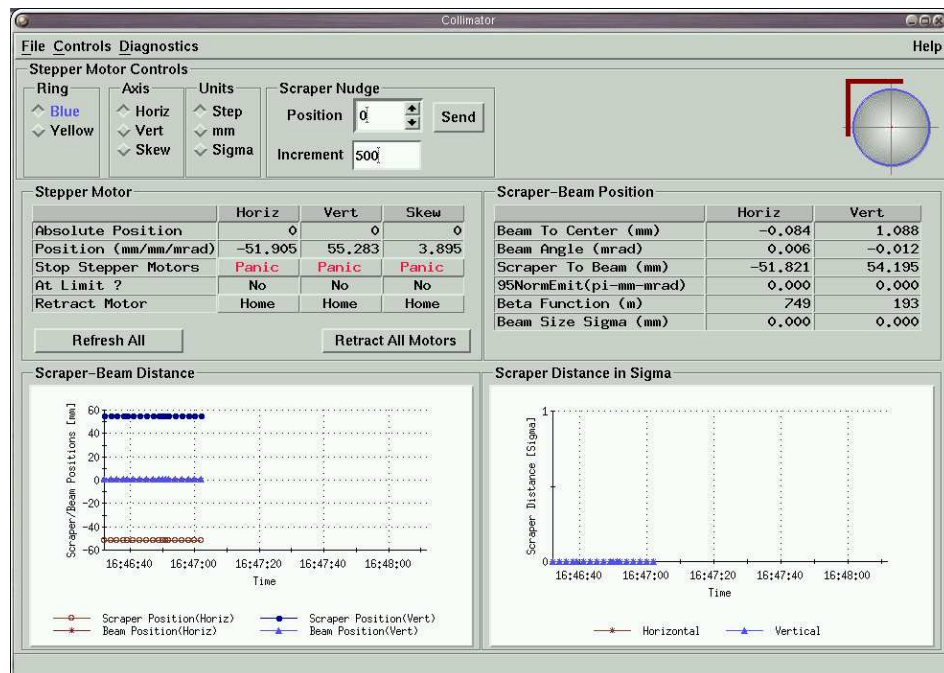 Collimator
File Controls Diagnostics Help
Stepper Motor Controls
Ring Axis Units Scraper Nudge
Blue Horiz Step Position 0 Send
Yellow Vert mm
Skew Sigma Increment 500
Stepper Motor
Horiz Vert Skew
Absolute Position 0 0 0
Position (mm/mm/mrad) -51.905 55.283 3.895
Stop Stepper Motors Panic Panic Panic
At Limit ? No No No
Retract Motor Home Home Home
Refresh All Retract All Motors
Scraper-Beam Position
Horiz Vert
Beam To Center (mm) -0.084 1.088
Beam Angle (mrad) 0.006 -0.012
Scraper To Beam (mm) -51.821 54.195
95NormEmit(pi-mm-mrad) 0.000 0.000
Beta Function (m) 749 193
Beam Size Sigma (mm) 0.000 0.000
Scraper-Beam Distance
Scraper/Beam Positions [mm]
60
40
20
0
-20
-40
-60
16:46:40 16:47:00 16:47:20 16:47:40 16:48:00
Time
Scraper Position(Horiz) Scraper Position(Vert)
Beam Position(Horiz) Beam Position(Vert)
Scraper Distance in Sigma
Scraper Distance [Sigma]
1
0
16:46:40 16:47:00 16:47:20 16:47:40 16:48:00
Time
Horizontal Vertical